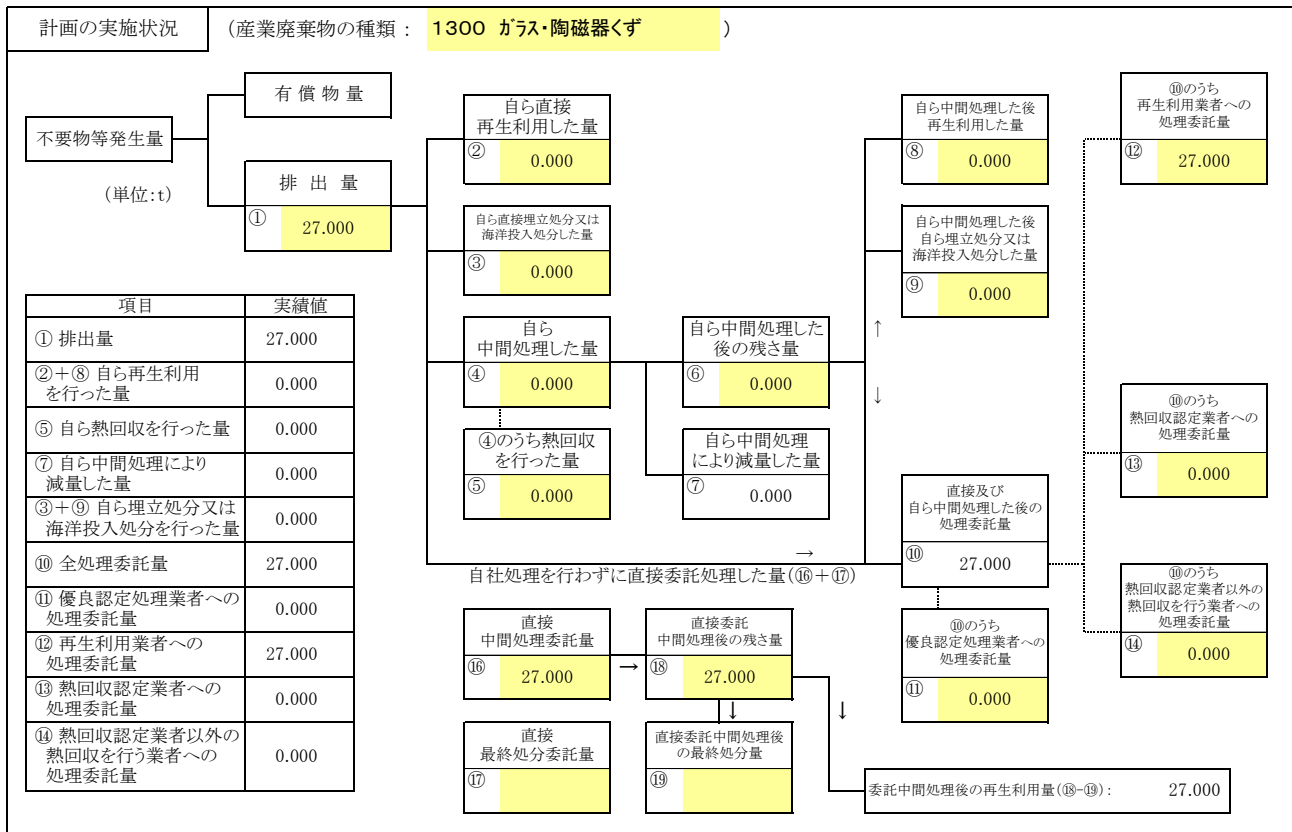 計画の実施状況
(産業廃棄物の種類： 1300 ガラス・陶磁器くず )
不要物等発生量
(単位:t)
有償物量
排出量
① 27.000
自ら直接
再生利用した量
② 0.000
自ら直接埋立処分又は
海洋投入処分した量
③ 0.000
自ら
中間処理した量
④ 0.000
④のうち熱回収
を行った量
⑤ 0.000
自ら中間処理した
後の残さ量
⑥ 0.000
自ら中間処理
により減量した量
⑦ 0.000
自ら中間処理した後
再生利用した量
⑧ 0.000
自ら中間処理した後
自ら埋立処分又は
海洋投入処分した量
⑨ 0.000
↑
↓
直接及び
自ら中間処理した後の
処理委託量
⑩ 27.000
⑩のうち
優良認定処理業者への
処理委託量
⑪ 0.000
⑩のうち
再生利用業者への
処理委託量
⑫ 27.000
⑩のうち
熱回収認定業者への
処理委託量
⑬ 0.000
⑩のうち
熱回収認定業者以外の
熱回収を行う業者への
処理委託量
⑭ 0.000
→
自社処理を行わずに直接委託処理した量(⑯＋⑰)
直接
中間処理委託量
⑯ 27.000
→
直接委託
中間処理後の残さ量
⑱ 27.000
↓
↓
直接
最終処分委託量
⑰
直接委託中間処理後
の最終処分量
⑲
委託中間処理後の再生利用量(⑱-⑲)： 27.000
項目 実績値
① 排出量 27.000
②＋⑧ 自ら再生利用
を行った量 0.000
⑤ 自ら熱回収を行った量 0.000
⑦ 自ら中間処理により
減量した量 0.000
③＋⑨ 自ら埋立処分又は
海洋投入処分を行った量 0.000
⑩ 全処理委託量 27.000
⑪ 優良認定処理業者への
処理委託量 0.000
⑫ 再生利用業者への
処理委託量 27.000
⑬ 熱回収認定業者への
処理委託量 0.000
⑭ 熱回収認定業者以外の
熱回収を行う業者への
処理委託量 0.000